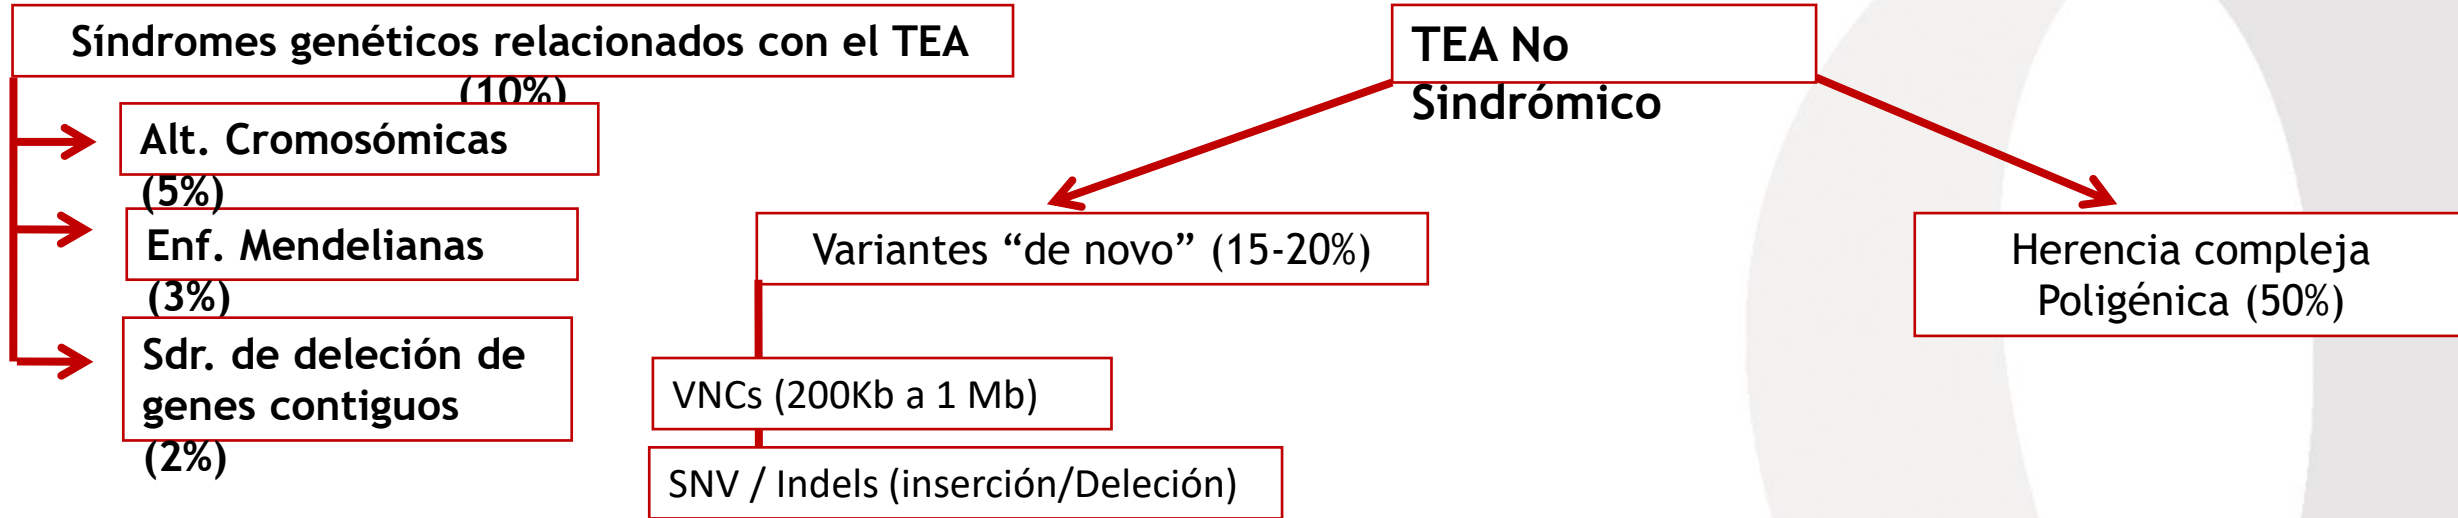 Síndromes genéticos relacionados con el TEA
(10%)
Alt. Cromosómicas
(5%)
Enf. Mendelianas
(3%)
Sdr. de deleción de
genes contiguos
(2%)
TEA No
Sindrómico
Variantes “de novo” (15-20%)
VNCs (200Kb a 1 Mb)
SNV / Indels (inserción/Deleción)
Herencia compleja
Poligénica (50%)